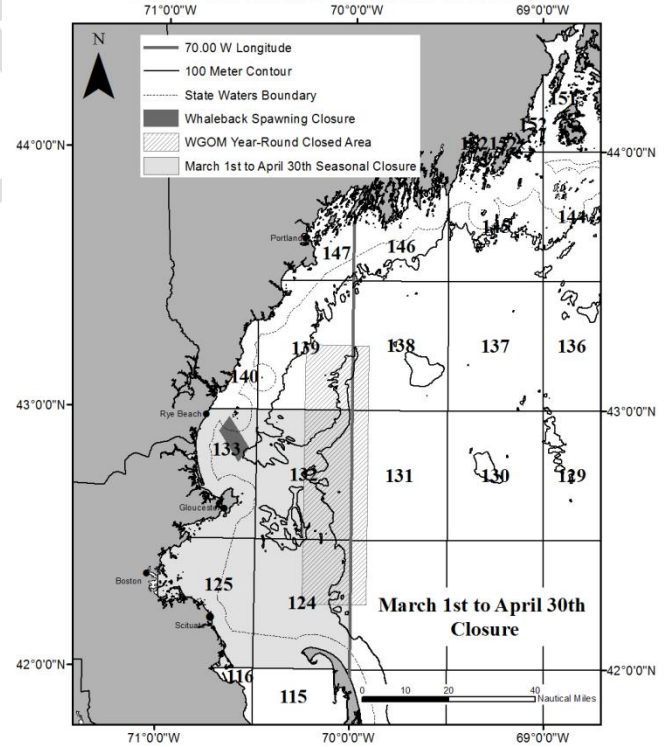 71°0'0"W 70°0'0"W 69°0'0"W
N
70.00 W Longitude
100 Meter Contour
State Waters Boundary
Whaleback Spawning Closure
WGOM Year-Round Closed Area
March 1st to April 30th Seasonal Closure
151
152
44°0'0"N 44°0'0"N
144
145
Portland
147 146
139 138 137 136
140
43°0'0"N 43°0'0"N
Rye Beach
133
132 131 130 129
Gloucester
Boston
125
124
March 1st to April 30th
Closure
Scituate
42°0'0"N 42°0'0"N
116
115
0 10 20 40
Nautical Miles
71°0'0"W 70°0'0"W 69°0'0"W